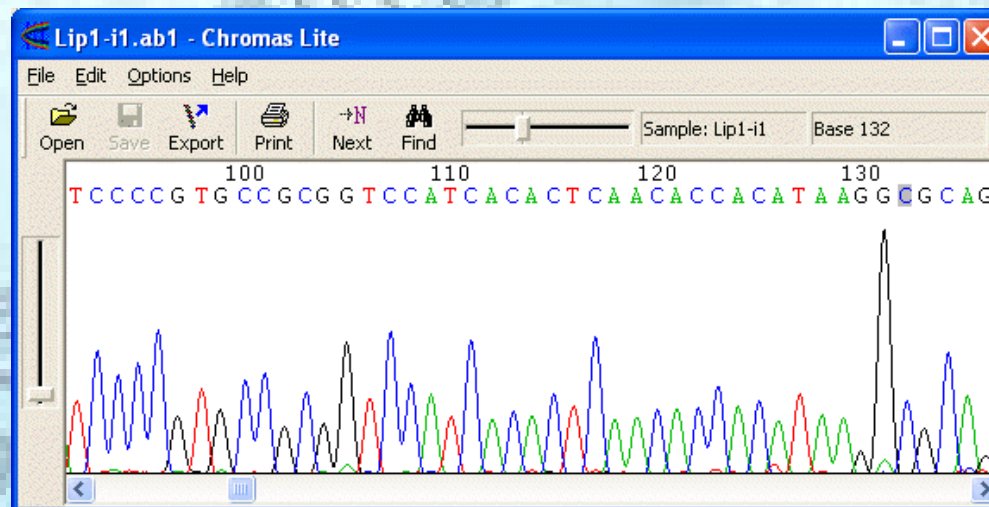 Lip1-i1.ab1 - Chromas Lite
File Edit Options Help
Open Save Export Print Next Find Sample: Lip1-i1 Base 132
100 110 120 130
T C C C C G T G C C G C G G T C C A T C A C A C T C A A C A C C A C A T A A G G C G C A G